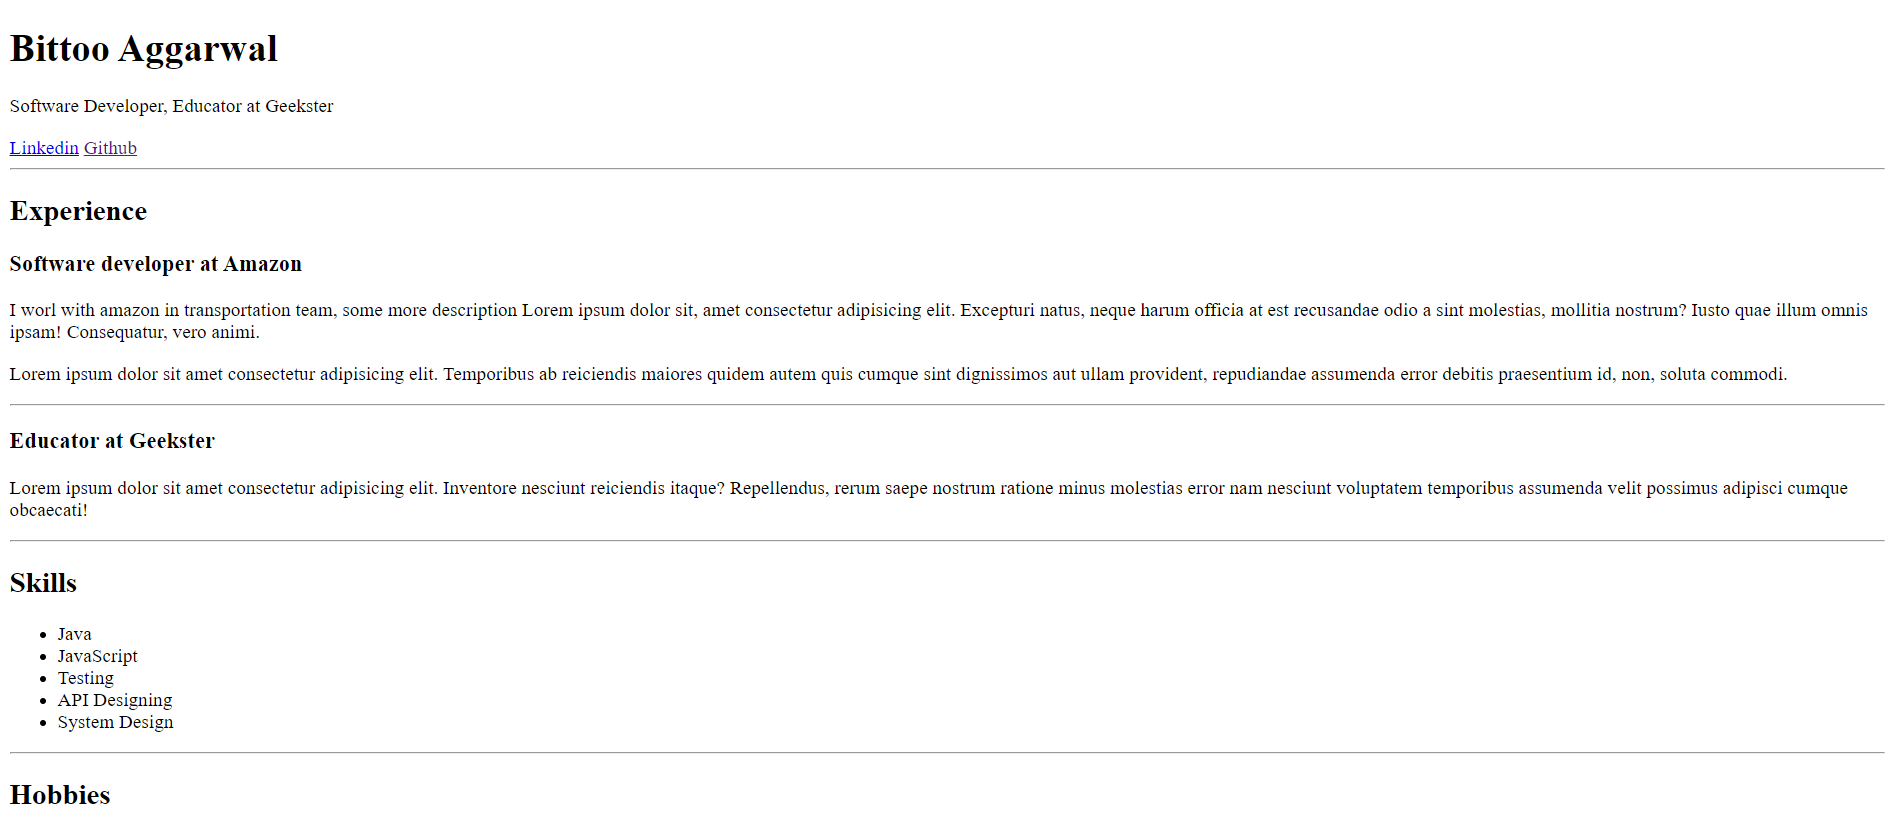 Bittoo Aggarwal
Software Developer, Educator at Geekster
Linkedin Github
Experience
Software developer at Amazon
I worl with amazon in transportation team, some more description Lorem ipsum dolor sit, amet consectetur adipisicing elit. Excepturi natus, neque harum officia at est recusandae odio a sint molestias, mollitia nostrum? Iusto quae illum omnis
ipsam! Consequatur, vero animi.
Lorem ipsum dolor sit amet consectetur adipisicing elit. Temporibus ab reiciendis maiores quidem autem quis cumque sint dignissimos aut ullam provident, repudiandae assumenda error debitis praesentium id, non, soluta commodi.
Educator at Geekster
Lorem ipsum dolor sit amet consectetur adipisicing elit. Inventore nesciunt reiciendis itaque? Repellendus, rerum saepe nostrum ratione minus molestias error nam nesciunt voluptatem temporibus assumenda velit possimus adipisci cumque
obcaecati!
Skills
• Java
• JavaScript
• Testing
• API Designing
• System Design
Hobbies